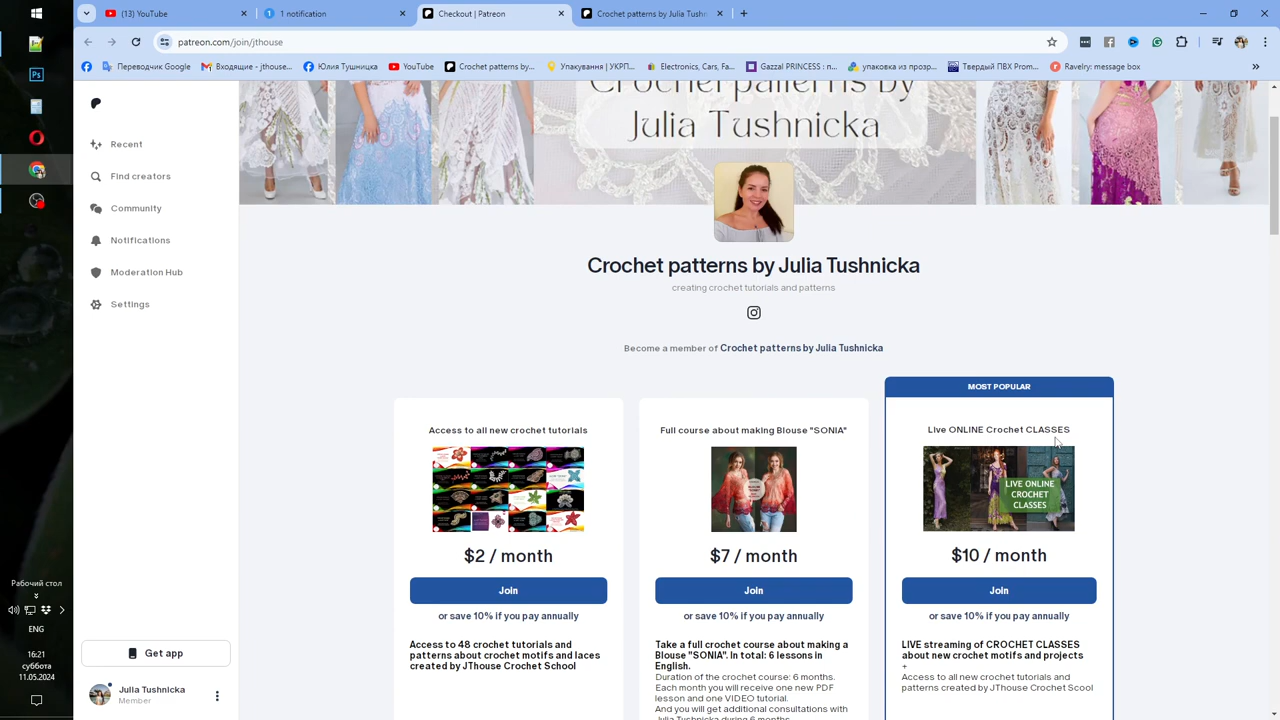 (13) YouTube
1 notification
Checkout | Patreon
Crochet patterns by Julia Tushn
patreon.com/join/jthouse
Переводчик Google
Входящие - jthouse...
Юлия Тушницка
YouTube
Crochet patterns by...
Упакування | УКРП...
Electronics, Cars, Fa...
Gazzal PRINCESS : п...
упаковка из прозр...
Твердый ПВХ Prom...
Ravelry: message box
Crochet patterns by
Julia Tushnicka
Recent
Find creators
Community
Notifications
Moderation Hub
Settings
Crochet patterns by Julia Tushnicka
creating crochet tutorials and patterns
Become a member of Crochet patterns by Julia Tushnicka
Access to all new crochet tutorials
$2 / month
Join
or save 10% if you pay annually
Access to 48 crochet tutorials and
patterns about crochet motifs and laces
created by JThouse Crochet School
Full course about making Blouse "SONIA"
$7 / month
Join
or save 10% if you pay annually
Take a full crochet course about making a
Blouse "SONIA". In total: 6 lessons in
English.
Duration of the crochet course: 6 months.
Each month you will receive one new PDF
lesson and one VIDEO tutorial.
And you will get additional consultations with
Julia Tushnicka during 6 months
MOST POPULAR
Live ONLINE Crochet CLASSES
LIVE ONLINE
CROCHET
CLASSES
$10 / month
Join
or save 10% if you pay annually
LIVE streaming of CROCHET CLASSES
about new crochet motifs and projects
+
Access to all new crochet tutorials and
patterns created by JThouse Crochet Scool
Get app
Julia Tushnicka
Member
Рабочий стол
ENG
16:21
суббота
11.05.2024